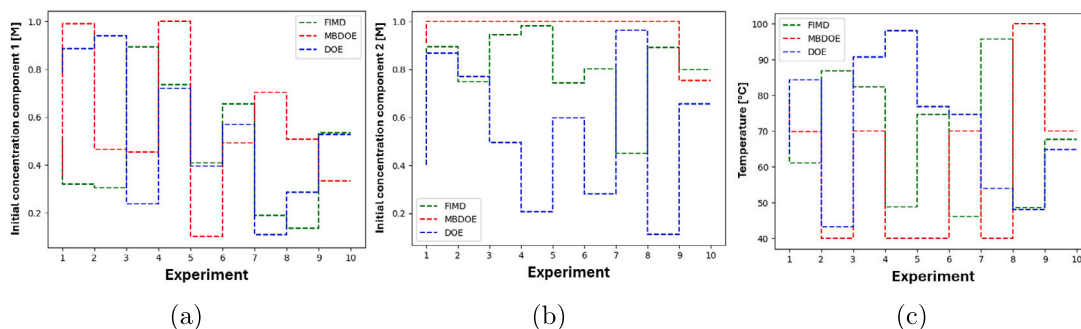 Initial concentration component 1 [M]
1.0
0.8
0.6
0.4
0.2
FIMD
MBDOE
DOE
1 2 3 4 5 6 7 8 9 10
Experiment
(a)
Initial concentration component 2 [M]
1.0
0.8
0.6
0.4
0.2
FIMD
MBDOE
DOE
1 2 3 4 5 6 7 8 9 10
Experiment
(b)
Temperature [°C]
100
90
80
70
60
50
40
FIMD
MBDOE
DOE
1 2 3 4 5 6 7 8 9 10
Experiment
(c)